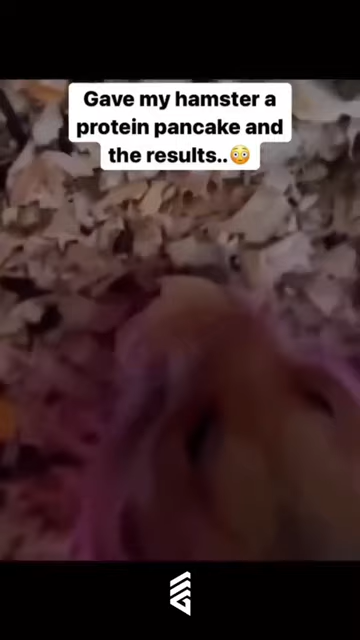 Gave my hamster a
protein pancake and
the results..😳